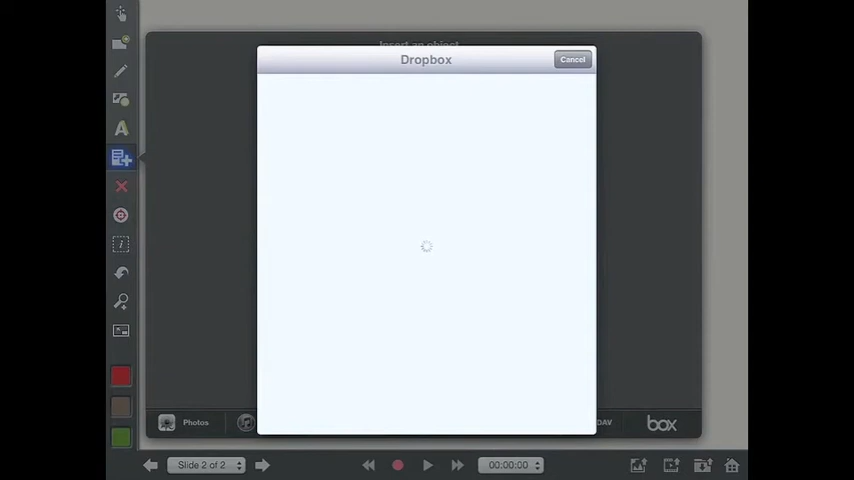 Insert an object
Dropbox
Cancel
A
i
Photos
DAV
box
Slide 2 of 2
00:00:00